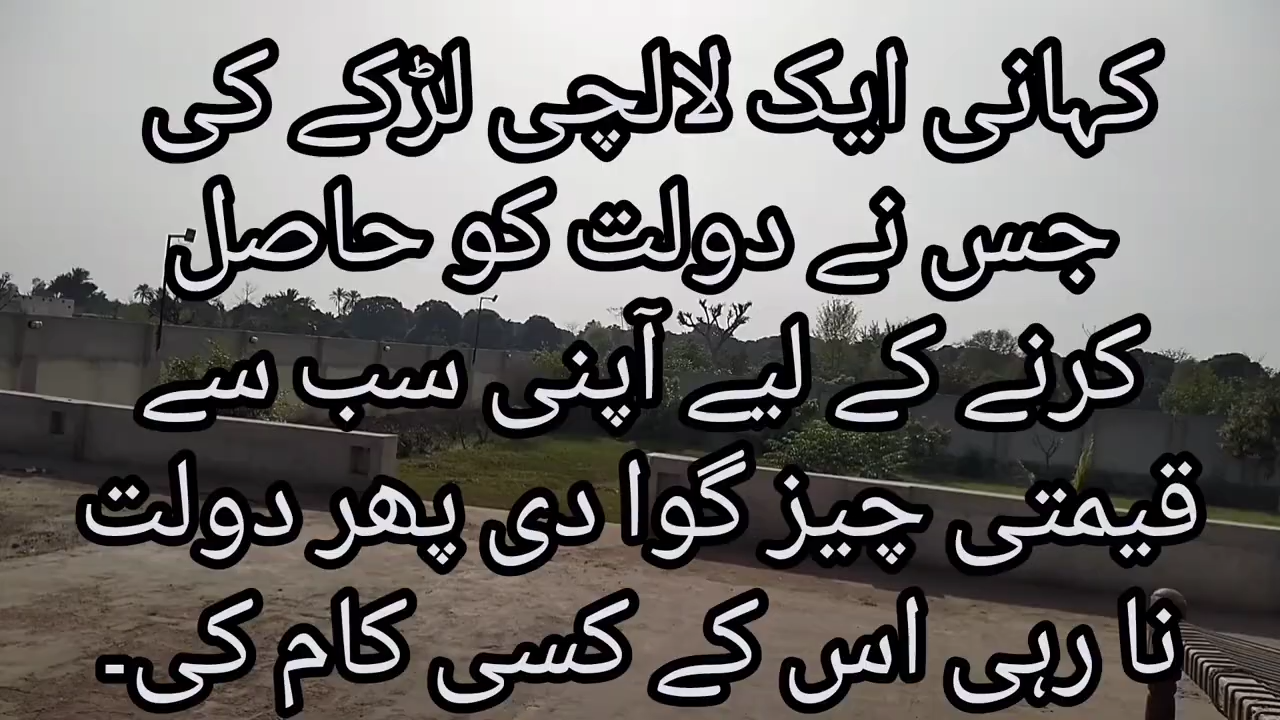 کہانی ایک لالچی لڑکے کی
جس نے دولت کو حاصل
کرنے کے لیے آپنی سب سے
قیمتی چیز گوا دی پھر دولت
نا رہی اس کے کسی کام کی۔